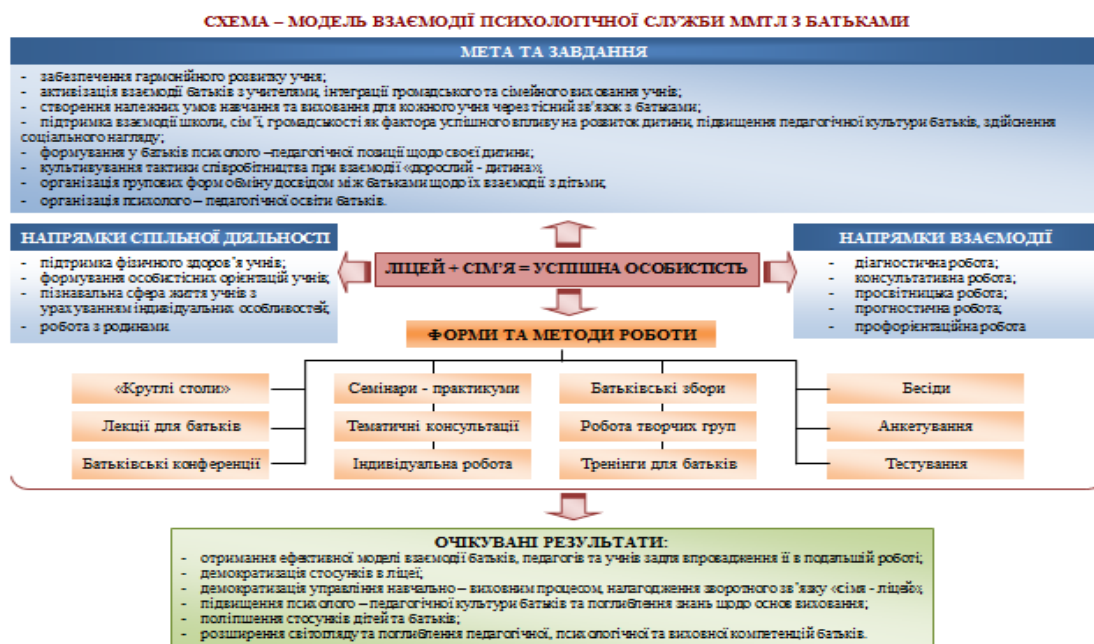 СХЕМА – МОДЕЛЬ ВЗАЄМОДІЇ ПСИХОЛОГІЧНОЇ СЛУЖБИ ММТЛ З БАТЬКАМИ
МЕТА ТА ЗАВДАННЯ
- забезпечення гармонійного розвитку учня;
- активізація взаємодії батьків з учителями, інтеграції громадського та сімейного виховання учнів;
- створення належних умов навчання та виховання для кожного учня через тісний зв'язок з батьками;
- підтримка взаємодії школи, сім'ї, громадськості як фактора успішного впливу на розвиток дитини, підвищення педагогічної культури батьків, здійснення
соціального нагляду;
- формування у батьків психолого –педагогічної позиції щодо своєї дитини;
- культивування тактики співробітництва при взаємодії «дорослий - дитина»;
- організація групових форм обміну досвідом між батьками щодо їх взаємодії з дітьми;
- організація психолого – педагогічної освіти батьків.
НАПРЯМКИ СПІЛЬНОЇ ДІЯЛЬНОСТІ
- підтримка фізичного здоров'я учнів;
- формування особистісних орієнтацій учнів;
- пізнавальна сфера життя учнів з
урахуванням індивідуальних особливостей;
- робота з родинами
ЛІЦЕЙ + СІМ'Я = УСПІШНА ОСОБИСТІСТЬ
НАПРЯМКИ ВЗАЄМОДІЇ
- діагностична робота;
- консультативна робота;
- просвітницька робота;
- прогностична робота;
- профорієнтаційна робота
ФОРМИ ТА МЕТОДИ РОБОТИ
«Круглі столи»
Семінари - практикуми
Батьківські збори
Бесіди
Лекції для батьків
Тематичні консультації
Робота творчих груп
Анкетування
Батьківські конференції
Індивідуальна робота
Тренінги для батьків
Тестування
ОЧІКУВАНІ РЕЗУЛЬТАТИ:
- отримання ефективної моделі взаємодії батьків, педагогів та учнів задля впровадження її в подальшій роботі;
- демократизація стосунків в ліцеї;
- демократизація управління навчально – виховним процесом, налагодження зворотного зв'язку «сімя - ліцей»;
- підвищення психолого – педагогічної культури батьків та поглиблення знань щодо основ виховання;
- поліпшення стосунків дітей та батьків;
- розширення світогляду та поглиблення педагогічної, психологічної та виховної компетенцій батьків.